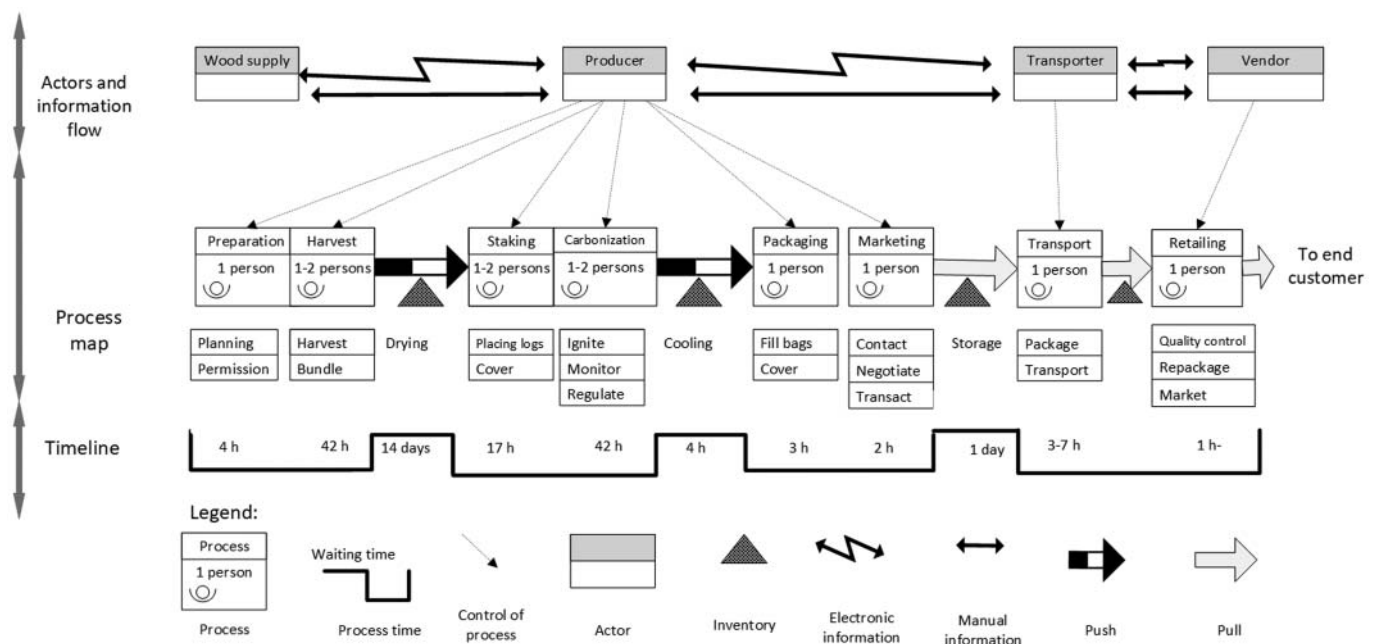 Actors and
information
flow
Wood supply
Producer
Transporter
Vendor
Process
map
Preparation
1 person
Harvest
1-2 persons
Staking
1-2 persons
Carbonization
1-2 persons
Packaging
1 person
Marketing
1 person
Transport
1 person
Retailing
1 person
To end
customer
Planning
Permission
Harvest
Bundle
Drying
Placing logs
Cover
Ignite
Monitor
Regulate
Cooling
Fill bags
Cover
Contact
Negotiate
Transact
Storage
Package
Transport
Quality control
Repackage
Market
Timeline
4 h
42 h
14 days
17 h
42 h
4 h
3 h
2 h
1 day
3-7 h
1 h-
Legend:
Process
1 person
Process
Waiting time
Process time
Control of
process
Actor
Inventory
Electronic
information
Manual
information
Push
Pull